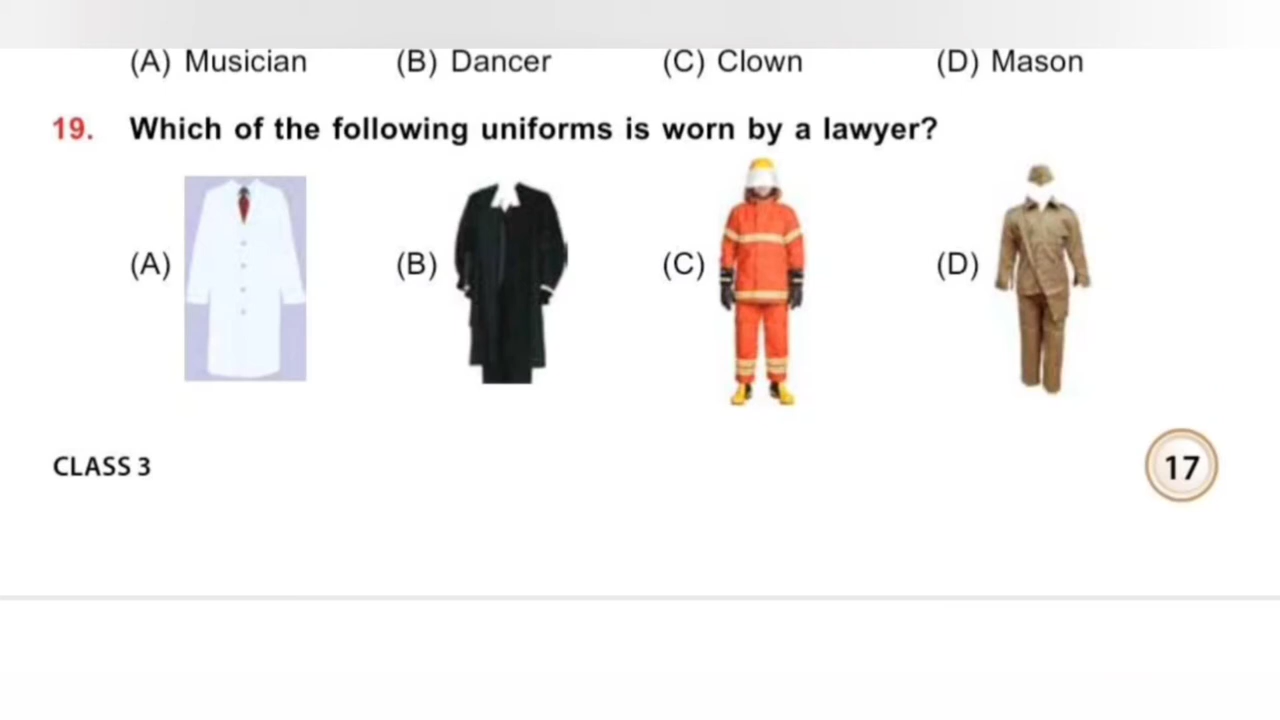 (A) Musician (B) Dancer (C) Clown (D) Mason
19. Which of the following uniforms is worn by a lawyer?
(A) (B) (C) (D)
CLASS 3 17